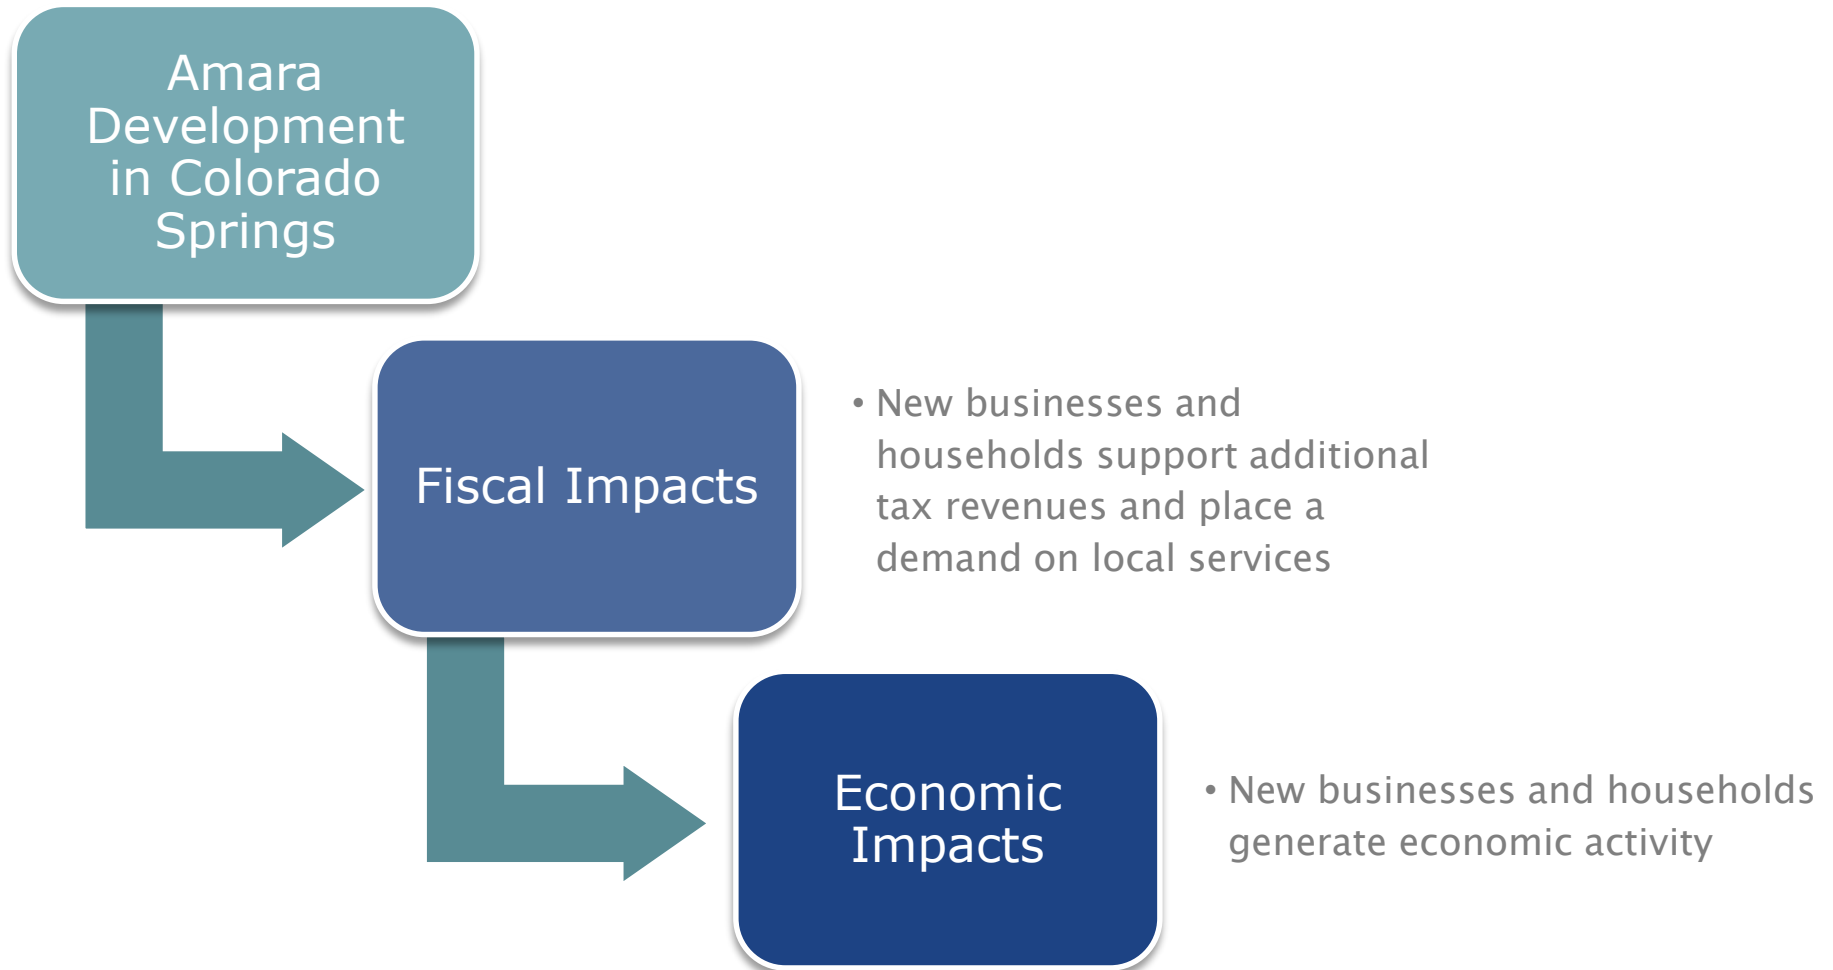 Amara
Development
in Colorado
Springs
Fiscal Impacts
• New businesses and
households support additional
tax revenues and place a
demand on local services
Economic
Impacts
• New businesses and households
generate economic activity